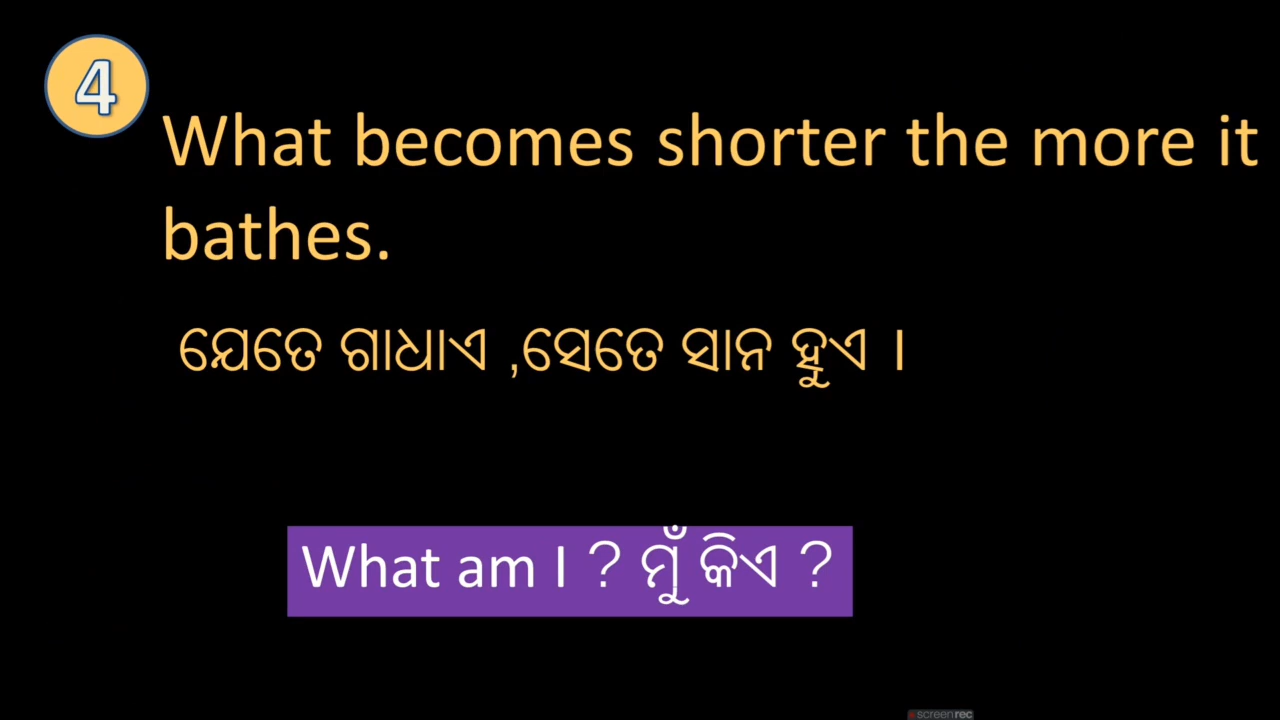 4
What becomes shorter the more it
bathes.
ଯେତେ ଗାଧାଏ ,ସେତେ ସାନ ହୁଏ ।
What am I ? ମୁଁ କିଏ ?
screenrec